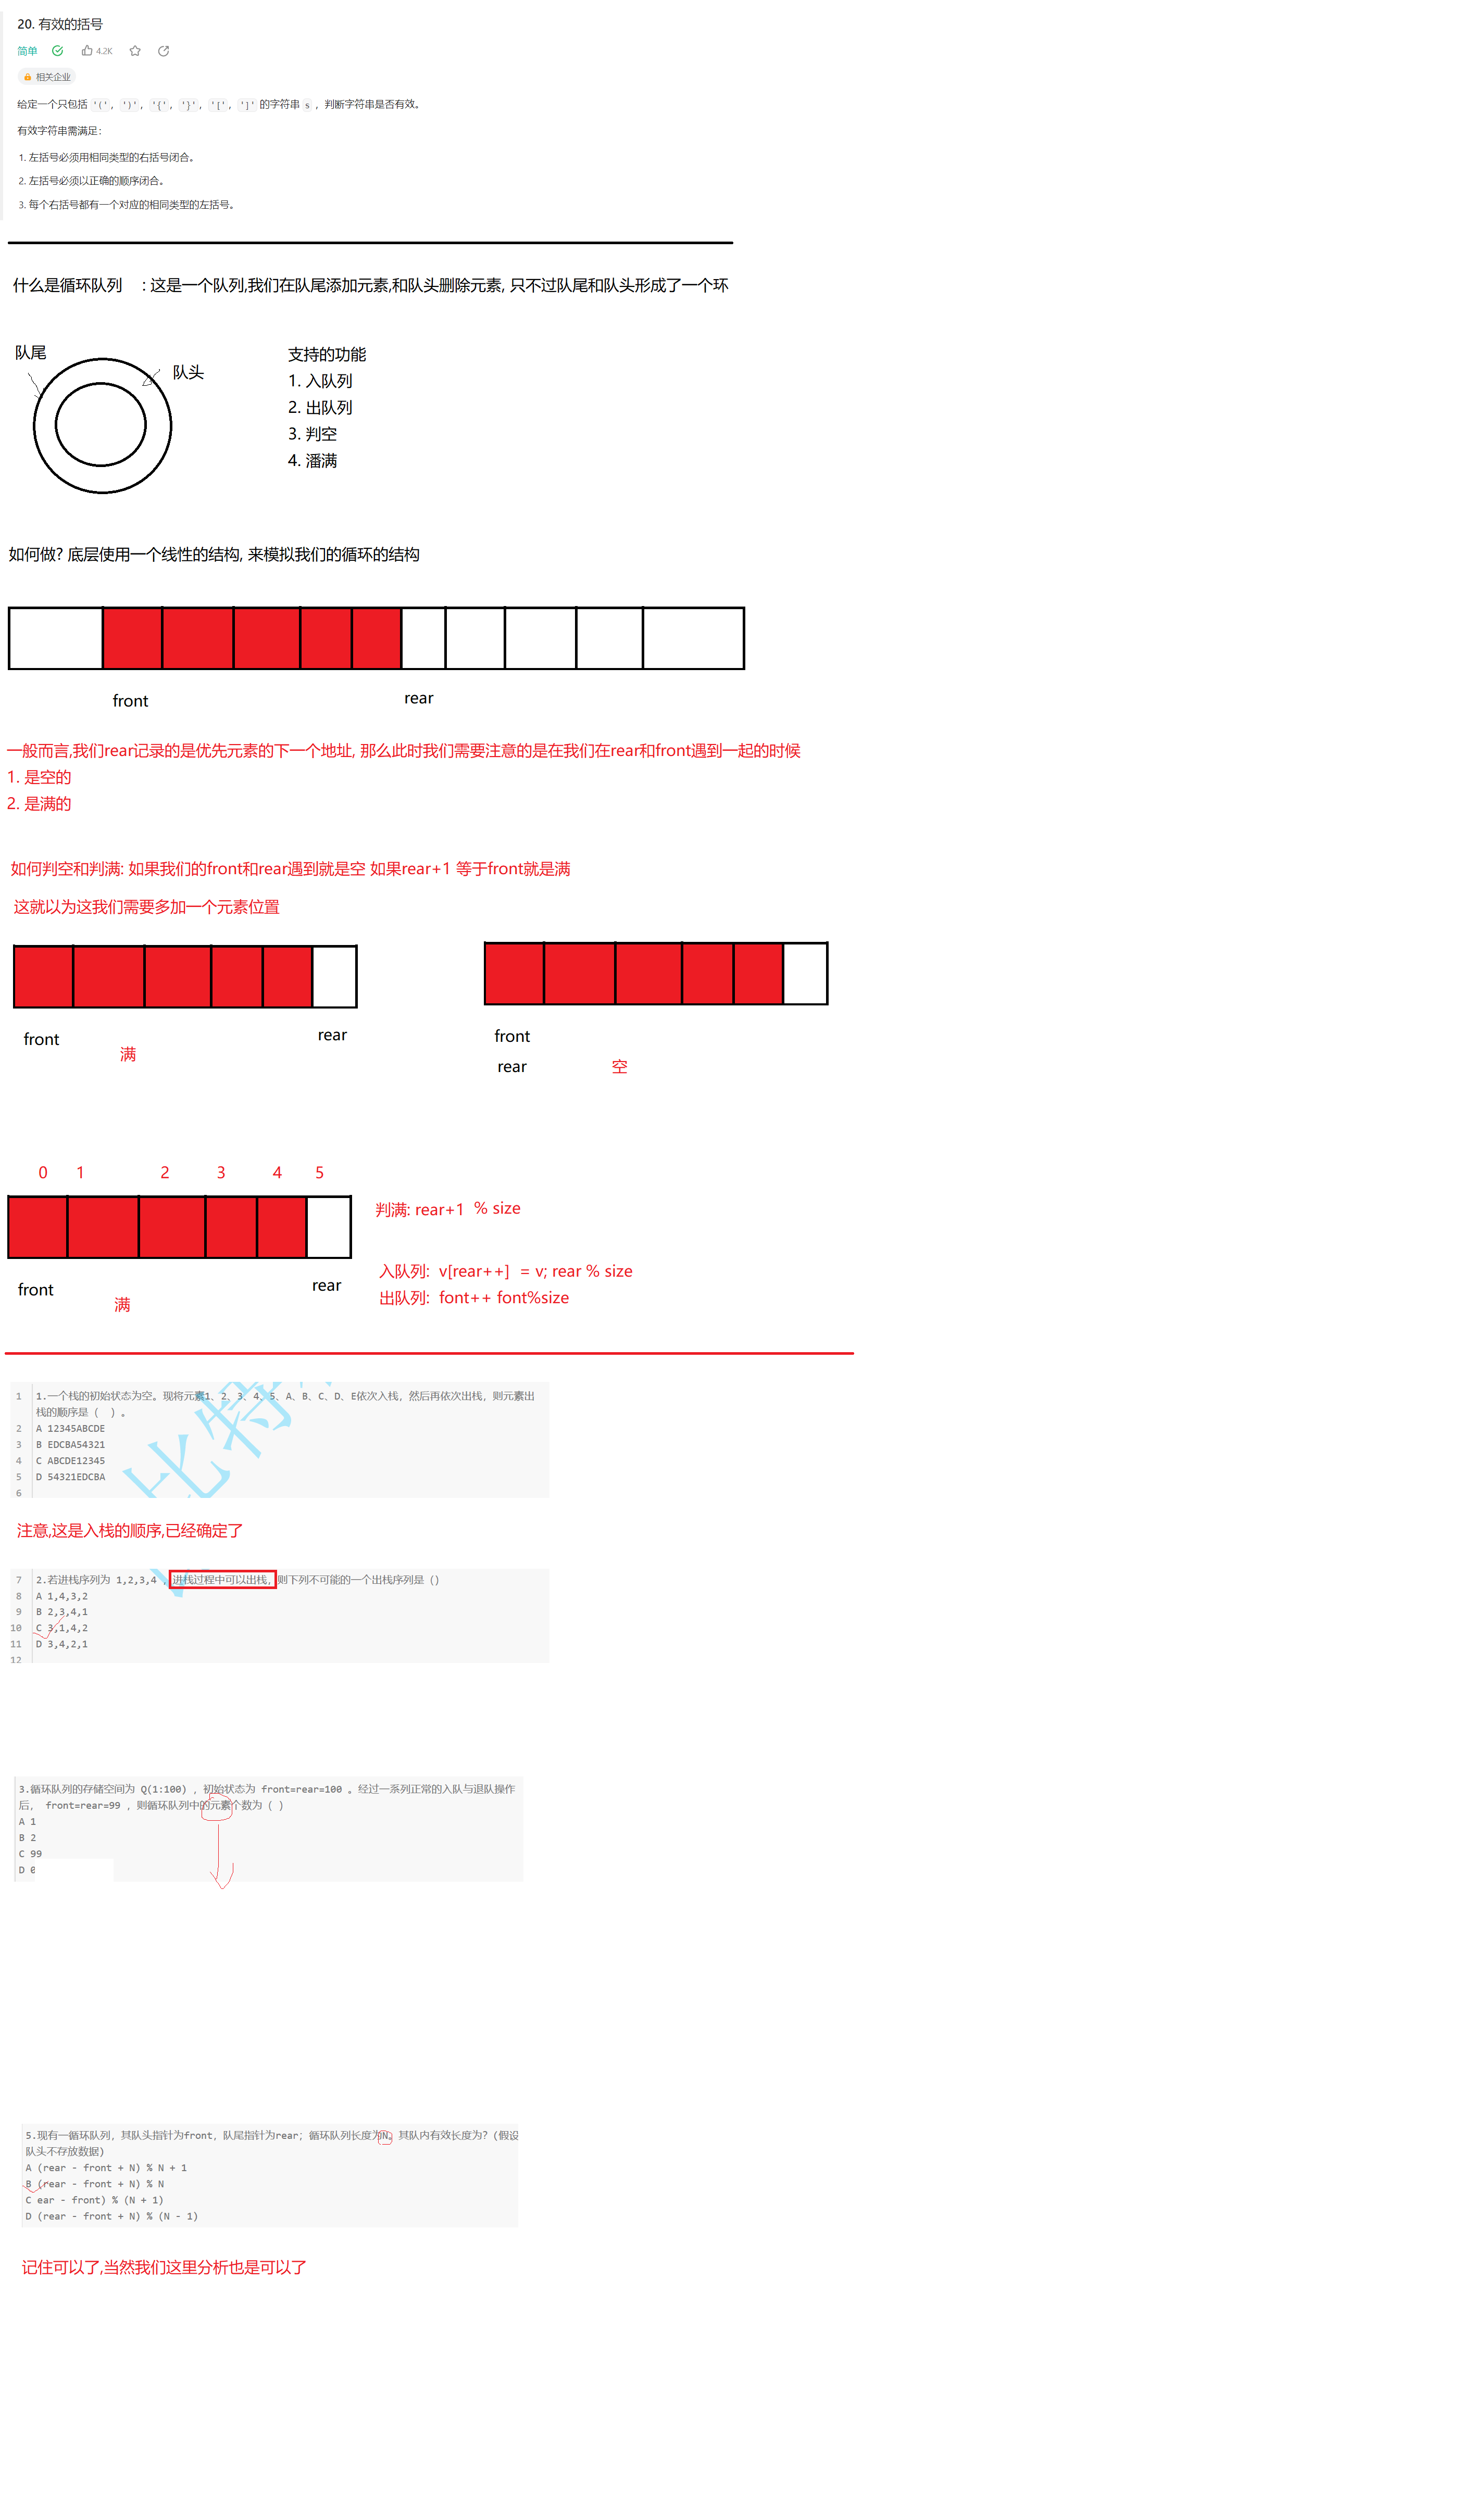 20. 有效的括号
简单 4.2K
相关企业
给定一个只包括 '(', ')', '{', '}', '[', ']' 的字符串 s ，判断字符串是否有效。
有效字符串需满足：
1. 左括号必须用相同类型的右括号闭合。
2. 左括号必须以正确的顺序闭合。
3. 每个右括号都有一个对应的相同类型的左括号。
什么是循环队列 : 这是一个队列,我们在队尾添加元素,和队头删除元素, 只不过队尾和队头形成了一个环
队尾
队头
支持的功能
1. 入队列
2. 出队列
3. 判空
4. 潘满
如何做? 底层使用一个线性的结构, 来模拟我们的循环的结构
front
rear
一般而言,我们rear记录的是优先元素的下一个地址, 那么此时我们需要注意的是在我们在rear和front遇到一起的时候
1. 是空的
2. 是满的
如何判空和判满: 如果我们的front和rear遇到就是空 如果rear+1 等于front就是满
这就以为这我们需要多加一个元素位置
front
rear
满
front
rear
空
0 1 2 3 4 5
判满: rear+1 % size
入队列: v[rear++] = v; rear % size
出队列: font++ font%size
front
rear
满
1 1.一个栈的初始状态为空。现将元素1、2、3、4、5、A、B、C、D、E依次入栈，然后再依次出栈，则元素出
栈的顺序是（ ）。
2 A 12345ABCDE
3 B EDCBA54321
4 C ABCDE12345
5 D 54321EDCBA
6
比特
注意,这是入栈的顺序,已经确定了
7 2.若进栈序列为 1,2,3,4 ，进栈过程中可以出栈，则下列不可能的一个出栈序列是（）
8 A 1,4,3,2
9 B 2,3,4,1
10 C 3,1,4,2
11 D 3,4,2,1
12
3.循环队列的存储空间为 Q(1:100) ，初始状态为 front=rear=100 。经过一系列正常的入队与退队操作
后， front=rear=99 ，则循环队列中的元素个数为（ ）
A 1
B 2
C 99
D 0
5.现有一循环队列，其队头指针为front，队尾指针为rear；循环队列长度为N。其队内有效长度为？(假设
队头不存放数据)
A (rear - front + N) % N + 1
B (rear - front + N) % N
C ear - front) % (N + 1)
D (rear - front + N) % (N - 1)
记住可以了,当然我们这里分析也是可以了